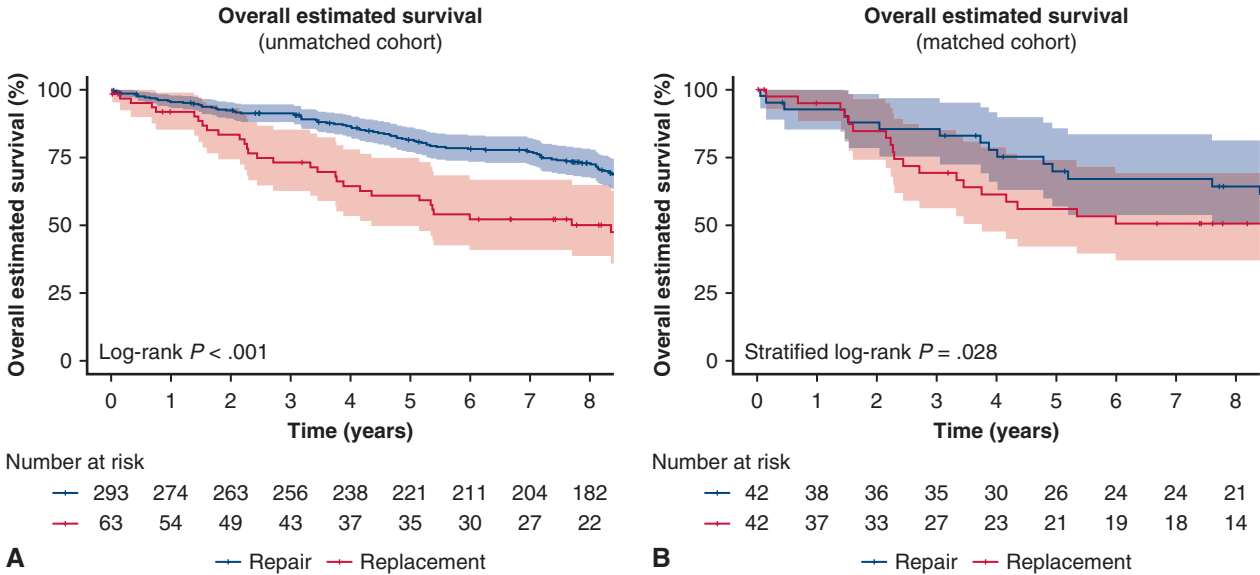 Overall estimated survival
(unmatched cohort)
Overall estimated survival (%)
100
75
50
25
0
Log-rank P < .001
0 1 2 3 4 5 6 7 8
Time (years)
Number at risk
293 274 263 256 238 221 211 204 182
63 54 49 43 37 35 30 27 22
A
Repair Replacement
Overall estimated survival
(matched cohort)
Overall estimated survival (%)
100
75
50
25
0
Stratified log-rank P = .028
0 1 2 3 4 5 6 7 8
Time (years)
Number at risk
42 38 36 35 30 26 24 24 21
42 37 33 27 23 21 19 18 14
B
Repair Replacement